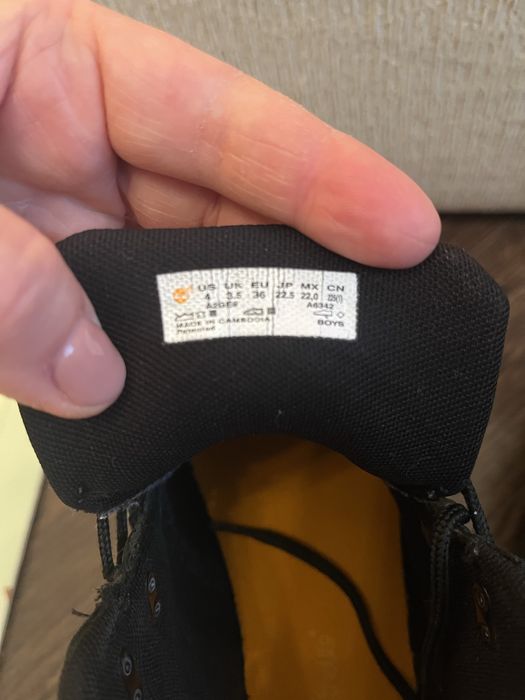 US UK EU JP MX CN
4 3.5 36 22.5 22.0 225(1)
A6342
MADE IN CAMBODIA BOYS
Patented